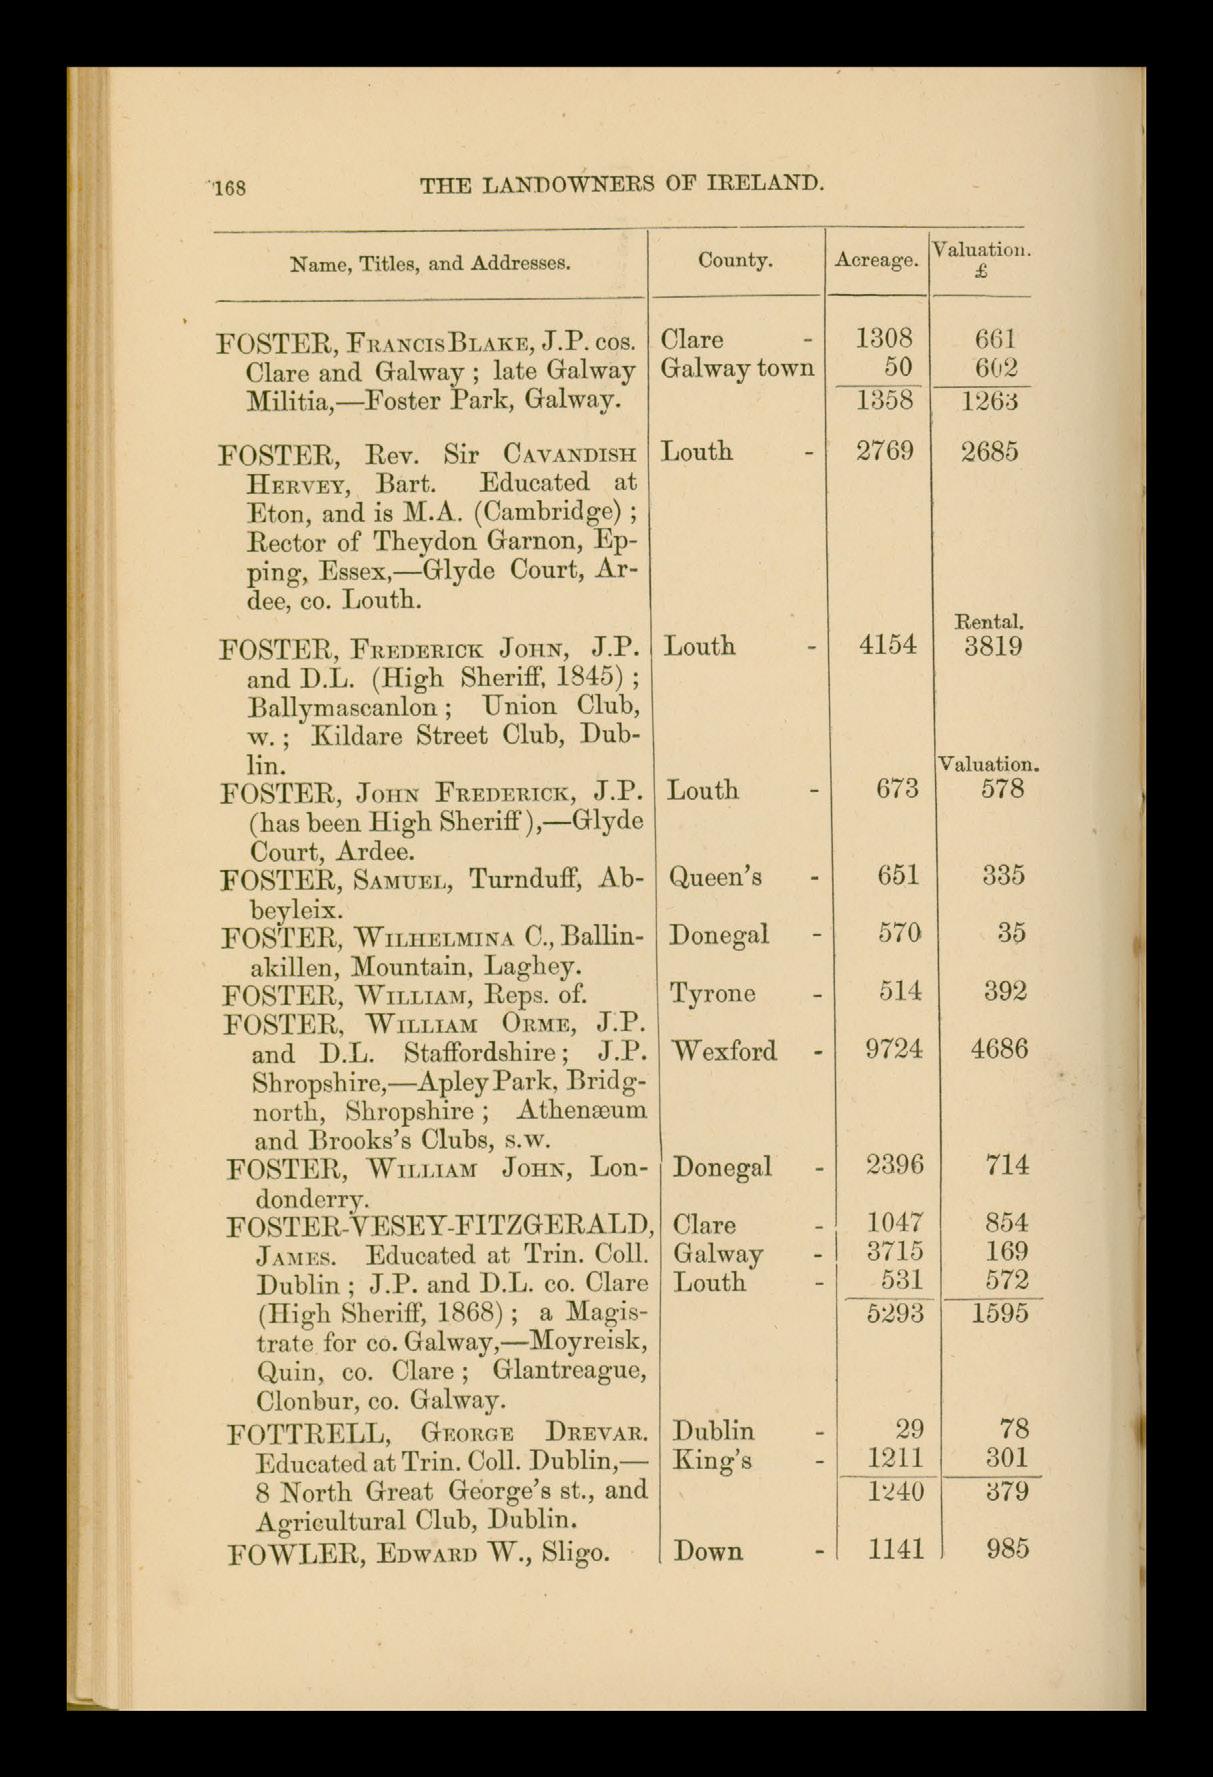 168 THE LANDOWNERS OF IRELAND.
Name, Titles, and Addresses. County. Acreage. Valuation. £
FOSTER, FRANCIS BLAKE, J.P. cos. Clare - 1308 661
Clare and Galway ; late Galway Galway town 50 602
Militia,—Foster Park, Galway. 1358 1263
FOSTER, Rev. Sir CAVANDISH Louth - 2769 2685
HERVEY, Bart. Educated at
Eton, and is M.A. (Cambridge) ;
Rector of Theydon Garnon, Ep-
ping, Essex,—Glyde Court, Ar-
dee, co. Louth.
Rental.
FOSTER, FREDERICK JOHN, J.P. Louth - 4154 3819
and D.L. (High Sheriff, 1845) ;
Ballymascanlon ; Union Club,
w. ; Kildare Street Club, Dub-
lin. Valuation.
FOSTER, JOHN FREDERICK, J.P. Louth - 673 578
(has been High Sheriff),—Glyde
Court, Ardee.
FOSTER, SAMUEL, Turnduff, Ab- Queen's - 651 335
beyleix.
FOSTER, WILHELMINA C., Ballin- Donegal - 570 35
akillen, Mountain, Laghey.
FOSTER, WILLIAM, Reps. of. Tyrone - 514 392
FOSTER, WILLIAM ORME, J.P.
and D.L. Staffordshire ; J.P. Wexford - 9724 4686
Shropshire,—Apley Park, Bridg-
north, Shropshire ; Athenæum
and Brooks's Clubs, s.w.
FOSTER, WILLIAM JOHN, Lon- Donegal - 2396 714
donderry.
FOSTER-VESEY-FITZGERALD, Clare - 1047 854
JAMES. Educated at Trin. Coll. Galway - 3715 169
Dublin ; J.P. and D.L. co. Clare Louth - 531 572
(High Sheriff, 1868) ; a Magis- 5293 1595
trate for co. Galway,—Moyreisk,
Quin, co. Clare ; Glantreague,
Clonbur, co. Galway.
FOTTRELL, GEORGE DREVAR. Dublin - 29 78
Educated at Trin. Coll. Dublin,— King's - 1211 301
8 North Great George's st., and 1240 379
Agricultural Club, Dublin.
FOWLER, EDWARD W., Sligo. Down - 1141 985